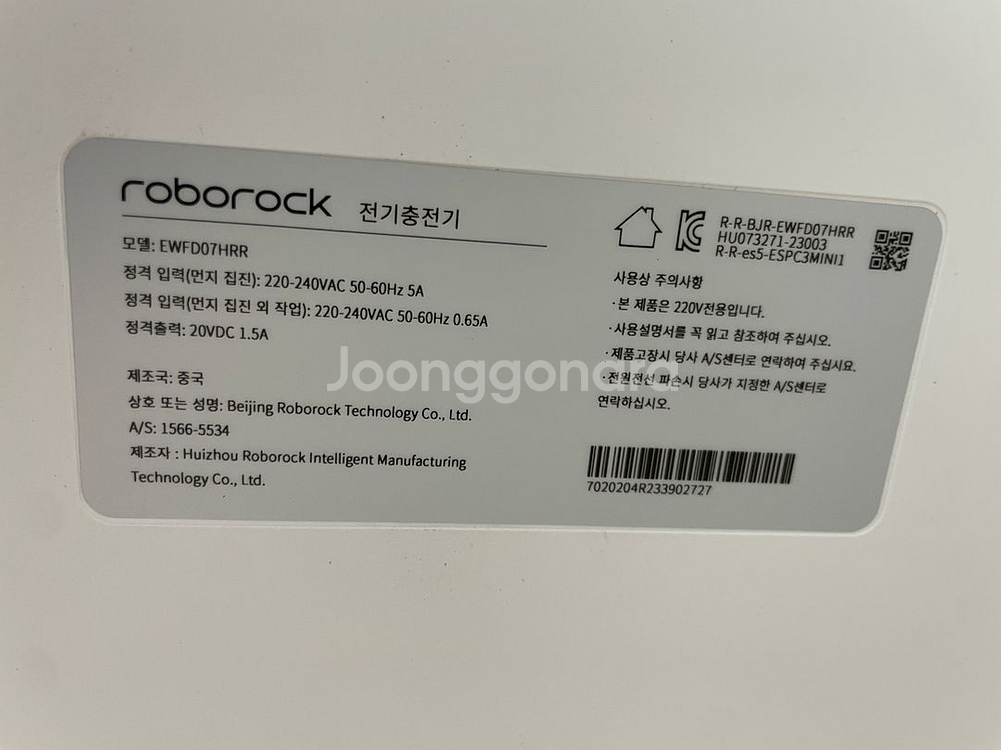 roborock 전기충전기
모델: EWFD07HRR
정격 입력(먼지 집진): 220-240VAC 50-60Hz 5A
정격 입력(먼지 집진 외 작업): 220-240VAC 50-60Hz 0.65A
정격출력: 20VDC 1.5A
제조국: 중국
상호 또는 성명: Beijing Roborock Technology Co., Ltd.
A/S: 1566-5534
제조자 : Huizhou Roborock Intelligent Manufacturing
Technology Co., Ltd.
R-R-BJR-EWFD07HRR
HU073271-23003
R-R-es5-ESPC3MINI1
사용상 주의사항
·본 제품은 220V전용입니다.
·사용설명서를 꼭 읽고 참조하여 주십시오.
·제품고장시 당사 A/S센터로 연락하여 주십시요.
·전원전선 파손시 당사가 지정한 A/S센터로
연락하십시오.
7020204R233902727
Joonggonara